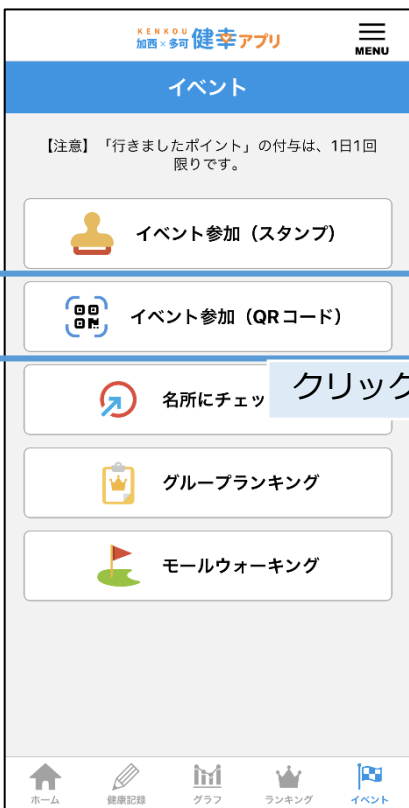 KENKOU
加西×多可 健幸アプリ
MENU
イベント
【注意】「行きましたポイント」の付与は、1日1回
限りです。
イベント参加（スタンプ）
イベント参加（QRコード）
クリック
名所にチェッ
グループランキング
モールウォーキング
ホーム 健康記録 グラフ ランキング イベント